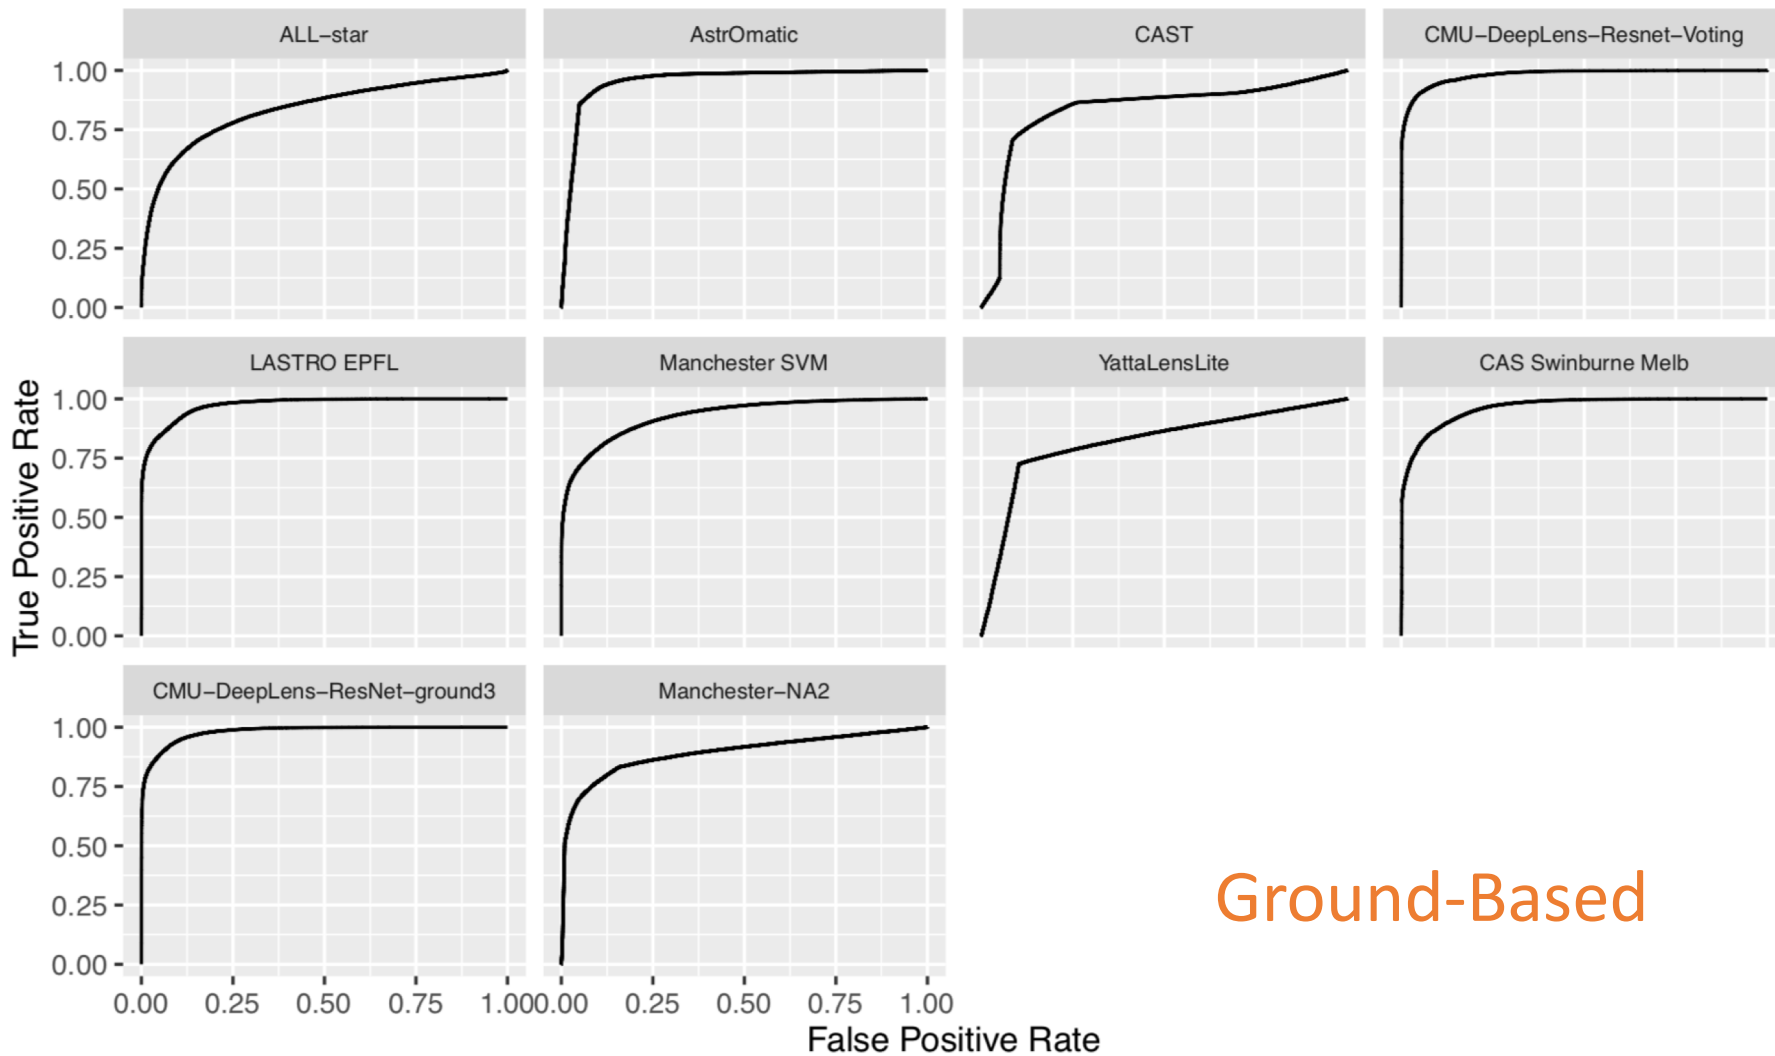 ALL−star
AstrOmatic
CAST
CMU−DeepLens−Resnet−Voting
1.00
0.75
0.50
0.25
0.00
LASTRO EPFL
Manchester SVM
YattaLensLite
CAS Swinburne Melb
1.00
0.75
0.50
0.25
0.00
True Positive Rate
CMU−DeepLens−ResNet−ground3
Manchester−NA2
1.00
0.75
0.50
0.25
0.00
Ground-Based
0.00 0.25 0.50 0.75 1.00 0.00 0.25 0.50 0.75 1.00
False Positive Rate